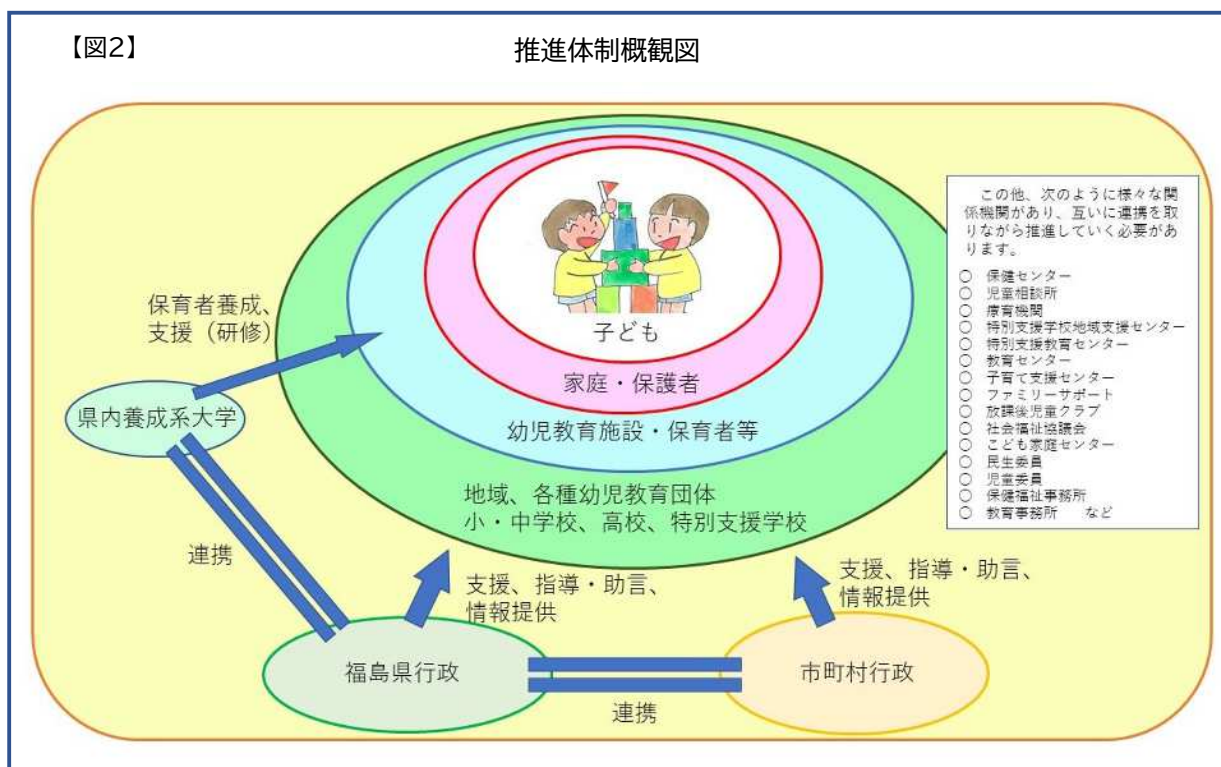 【図2】
推進体制概観図
子ども
家庭・保護者
幼児教育施設・保育者等
地域、各種幼児教育団体
小・中学校、高校、特別支援学校
保育者養成、
支援（研修）
県内養成系大学
連携
支援、指導・助言、
情報提供
支援、指導・助言、
情報提供
福島県行政
市町村行政
連携
この他、次のように様々な関
係機関があり、互いに連携を取
りながら推進していく必要があ
ります。
○ 保健センター
○ 児童相談所
○ 療育機関
○ 特別支援学校地域支援センター
○ 特別支援教育センター
○ 教育センター
○ 子育て支援センター
○ ファミリーサポート
○ 放課後児童クラブ
○ 社会福祉協議会
○ こども家庭センター
○ 民生委員
○ 児童委員
○ 保健福祉事務所
○ 教育事務所 など